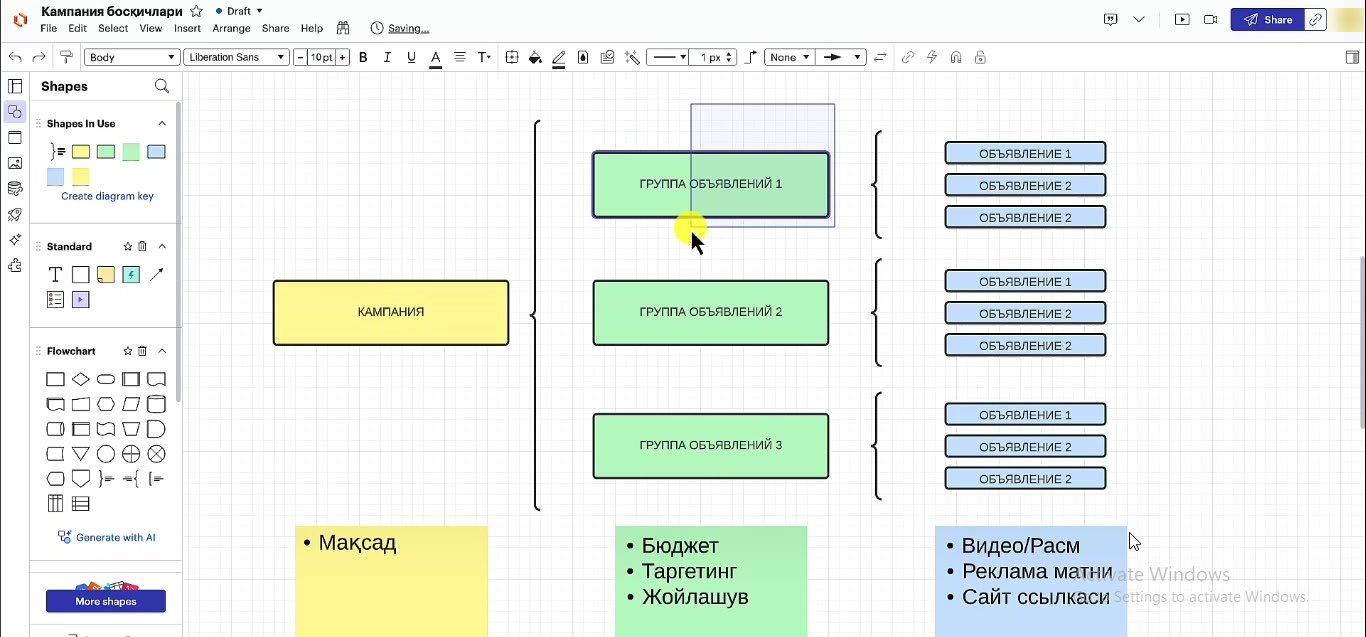 Кампания босқичлари
Draft
File Edit Select View Insert Arrange Share Help Saving...
Share
Body
Liberation Sans
- 10 pt +
B I U A T
1 px
None
Shapes
Shapes In Use
Create diagram key
Standard
T
Flowchart
Generate with AI
More shapes
КАМПАНИЯ
ГРУППА ОБЪЯВЛЕНИЙ 1
ОБЪЯВЛЕНИЕ 1
ОБЪЯВЛЕНИЕ 2
ОБЪЯВЛЕНИЕ 2
ГРУППА ОБЪЯВЛЕНИЙ 2
ОБЪЯВЛЕНИЕ 1
ОБЪЯВЛЕНИЕ 2
ОБЪЯВЛЕНИЕ 2
ГРУППА ОБЪЯВЛЕНИЙ 3
ОБЪЯВЛЕНИЕ 1
ОБЪЯВЛЕНИЕ 2
ОБЪЯВЛЕНИЕ 2
• Мақсад
• Бюджет
• Таргетинг
• Жойлашув
• Видео/Расм
• Реклама матни
• Сайт ссылкаси
Activate Windows
Settings to activate Windows.